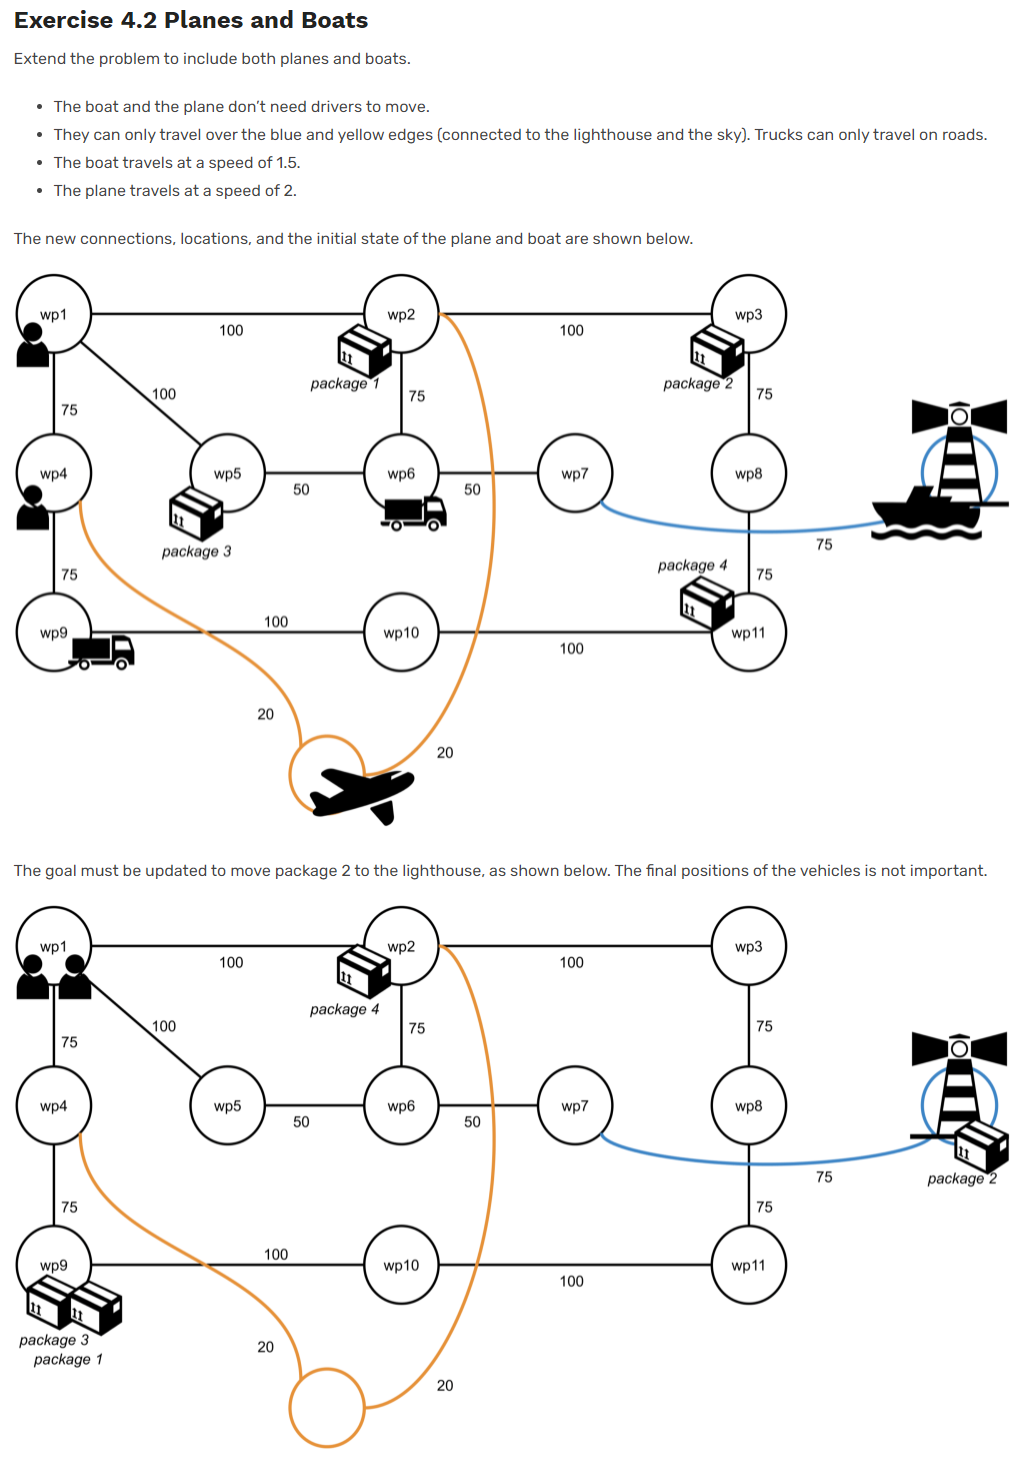 Exercise 4.2 Planes and Boats
Extend the problem to include both planes and boats.
• The boat and the plane don't need drivers to move.
• They can only travel over the blue and yellow edges (connected to the lighthouse and the sky). Trucks can only travel on roads.
• The boat travels at a speed of 1.5.
• The plane travels at a speed of 2.
The new connections, locations, and the initial state of the plane and boat are shown below.
wp1
wp2
wp3
100
100
package 1
package 2
100
75
75
75
wp4
wp5
wp6
wp7
wp8
50
50
package 3
75
package 4
75
75
wp9
100
wp10
wp11
100
20
20
The goal must be updated to move package 2 to the lighthouse, as shown below. The final positions of the vehicles is not important.
wp1
wp2
wp3
100
100
package 4
100
75
75
75
wp4
wp5
wp6
wp7
wp8
50
50
75
package 2
75
75
wp9
100
wp10
wp11
100
package 3
package 1
20
20